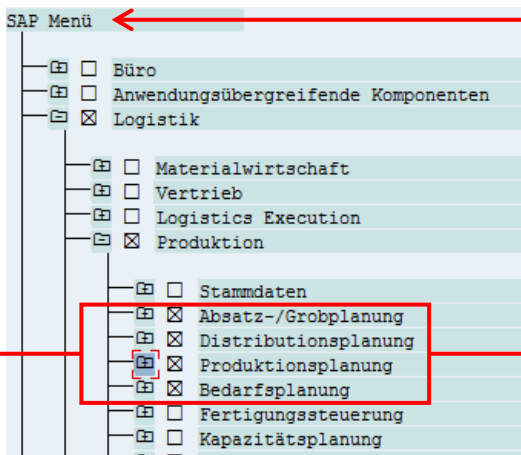 SAP Menü
Büro
Anwendungsübergreifende Komponenten
Logistik
Materialwirtschaft
Vertrieb
Logistics Execution
Produktion
Stammdaten
Absatz-/Grobplanung
Distributionsplanung
Produktionsplanung
Bedarfsplanung
Fertigungssteuerung
Kapazitätsplanung